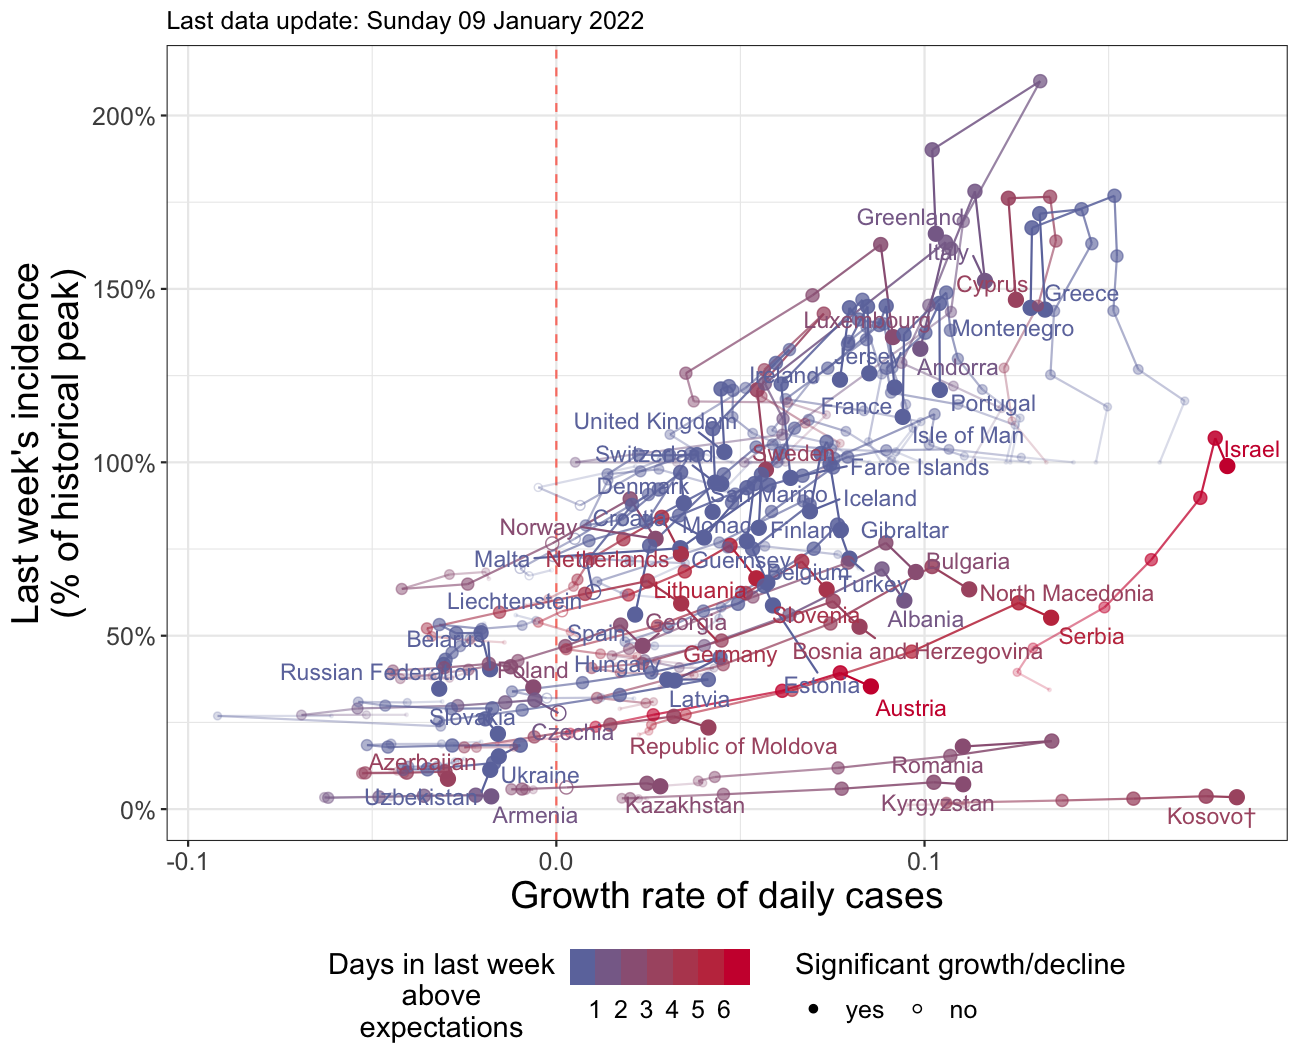 Last data update: Sunday 09 January 2022
Last week's incidence
(% of historical peak)
200%
150%
100%
50%
0%
Greenland
Italy
Cyprus
Greece
Luxembourg
Montenegro
Jersey
Andorra
Ireland
France
Portugal
United Kingdom
Isle of Man
Israel
Switzerland
Sweden
Faroe Islands
Denmark
San Marino
Iceland
Norway
Croatia
Monaco
Finland
Gibraltar
Malta
Netherlands
Guernsey
Belgium
Bulgaria
Turkey
Liechtenstein
Lithuania
North Macedonia
Georgia
Slovenia
Albania
Serbia
Belarus
Spain
Germany
Bosnia and Herzegovina
Russian Federation
Poland
Hungary
Estonia
Latvia
Austria
Slovakia
Czechia
Republic of Moldova
Azerbaijan
Ukraine
Romania
Uzbekistan
Armenia
Kazakhstan
Kyrgyzstan
Kosovo†
-0.1
0.0
0.1
Growth rate of daily cases
Days in last week
above
expectations
1 2 3 4 5 6
Significant growth/decline
yes
no